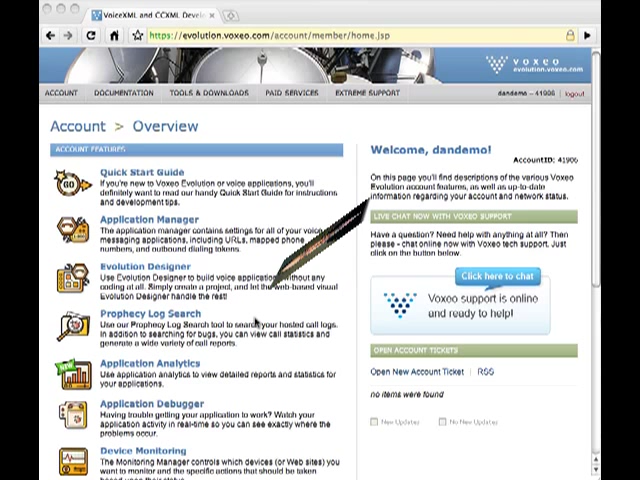 VoiceXML and CCXML Devel
https://evolution.voxeo.com/account/member/home.jsp
voxeo
evolution.voxeo.com
ACCOUNT DOCUMENTATION TOOLS & DOWNLOADS PAID SERVICES EXTREME SUPPORT dandemo – 41906 logout
Account > Overview
ACCOUNT FEATURES
GO
Quick Start Guide
If you're new to Voxeo Evolution or voice applications, you'll
definitely want to read our handy Quick Start Guide for instructions
and development tips.
Application Manager
The application manager contains settings for all of your voice
messaging applications, including URLs, mapped phone
numbers, and outbound dialing tokens.
Evolution Designer
Use Evolution Designer to build voice applications without any
coding at all. Simply create a project, and let the web-based visual
Evolution Designer handle the rest!
Prophecy Log Search
Use our Prophecy Log Search tool to search your hosted call logs.
In addition to searching for bugs, you can view call statistics and
generate a wide variety of call reports.
Application Analytics
Use application analytics to view detailed reports and statistics for
your applications.
Application Debugger
Having trouble getting your application to work? Watch your
application activity in real-time so you can see exactly where the
problems occur.
Device Monitoring
The Monitoring Manager controls which devices (or Web sites) you
want to monitor and the specific actions that should be taken
Welcome, dandemo!
AccountID: 41906
On this page you'll find descriptions of the various Voxeo
Evolution account features, as well as up-to-date
information regarding your account and network status.
LIVE CHAT NOW WITH VOXEO SUPPORT
Have a question? Need help with anything at all? Then
please - chat online now with Voxeo tech support. Just
click on the button below.
Click here to chat
Voxeo support is online
and ready to help!
OPEN ACCOUNT TICKETS
Open New Account Ticket | RSS
no items were found
New Updates No New Updates